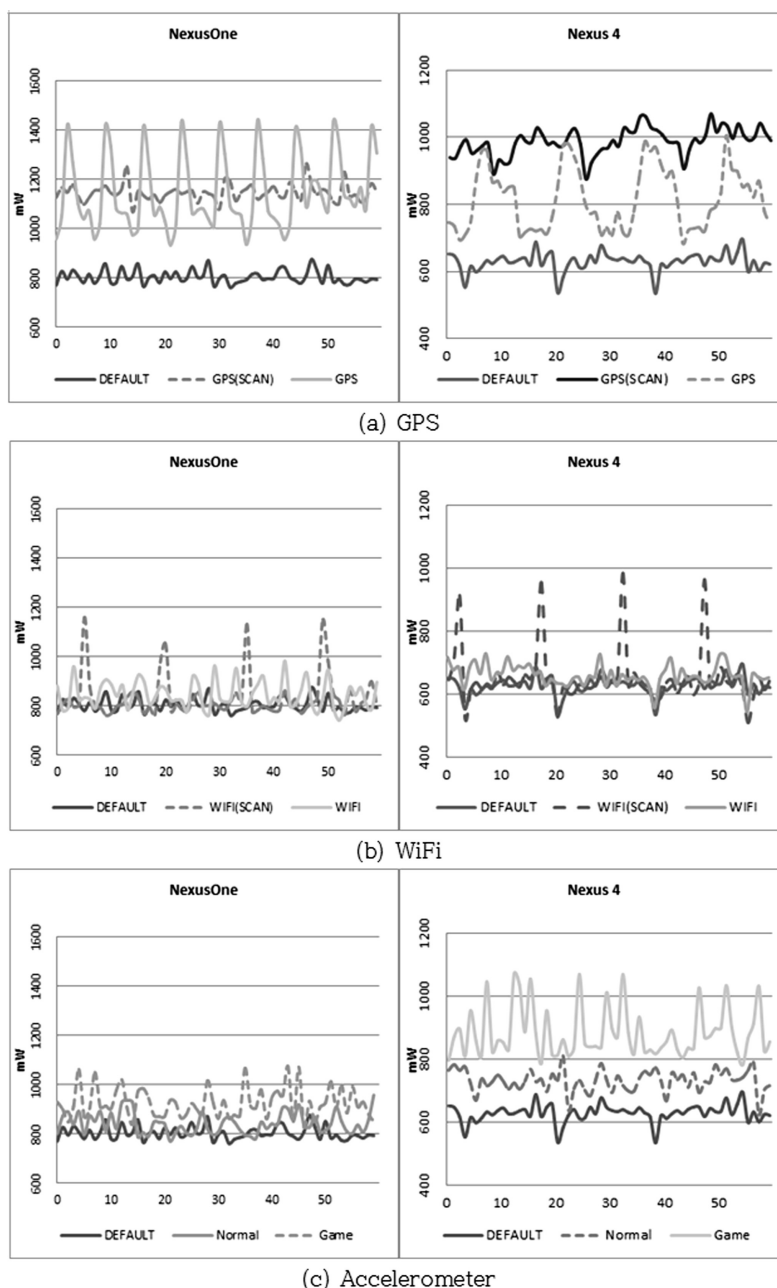 NexusOne
mW
1600
1400
1200
1000
800
600
0 10 20 30 40 50
DEFAULT GPS(SCAN) GPS
Nexus 4
mW
1200
1000
800
600
400
0 10 20 30 40 50
DEFAULT GPS(SCAN) GPS
(a) GPS
NexusOne
mW
1600
1400
1200
1000
800
600
0 10 20 30 40 50
DEFAULT WIFI(SCAN) WIFI
Nexus 4
mW
1200
1000
800
600
400
0 10 20 30 40 50
DEFAULT WIFI(SCAN) WIFI
(b) WiFi
NexusOne
mW
1600
1400
1200
1000
800
600
0 10 20 30 40 50
DEFAULT Normal Game
Nexus 4
mW
1200
1000
800
600
400
0 10 20 30 40 50
DEFAULT Normal Game
(c) Accelerometer